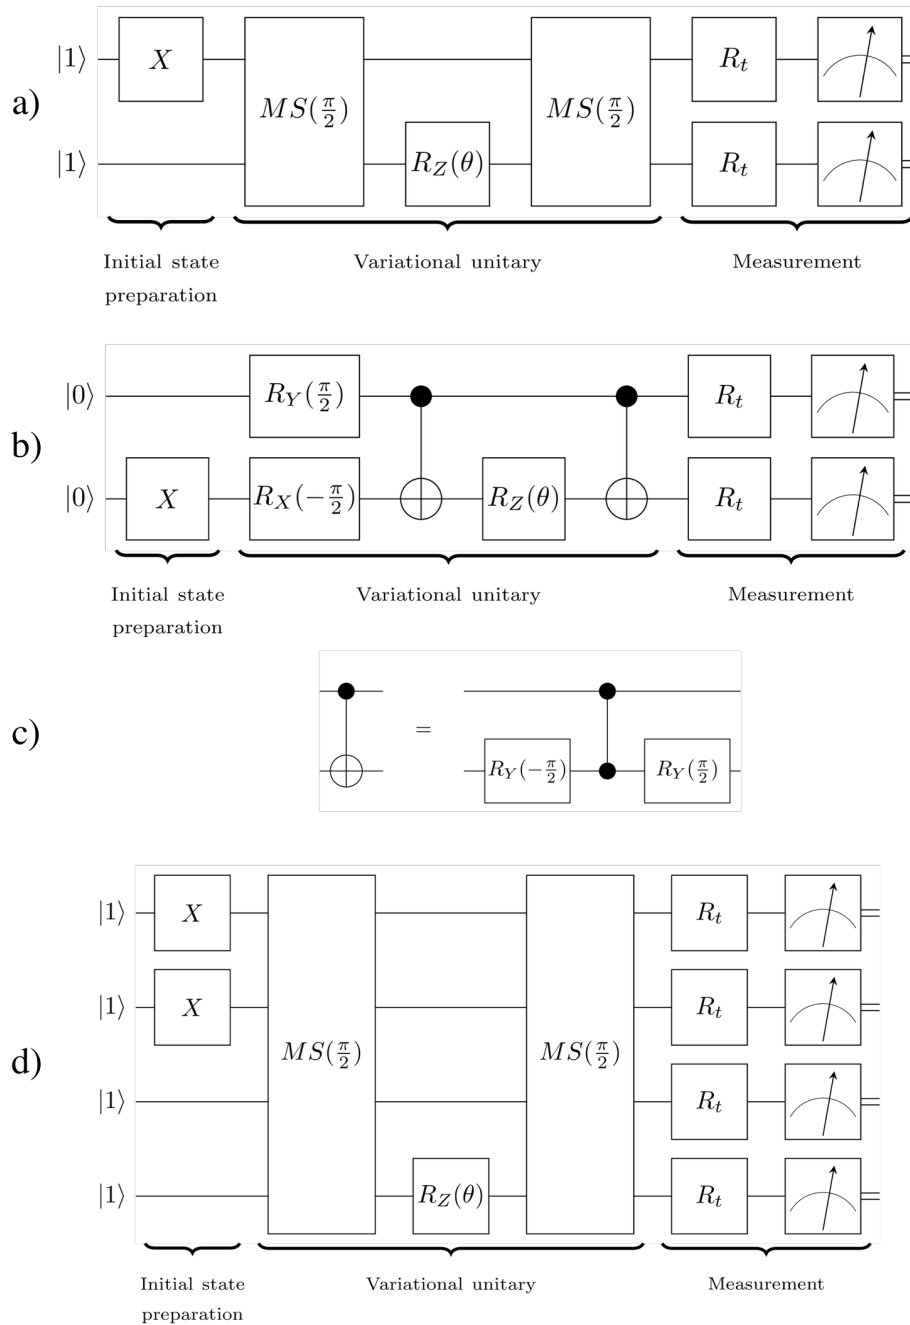 a)
|1⟩ X MS(π/2) MS(π/2) R_t
|1⟩ R_Z(θ) R_t
Initial state preparation Variational unitary Measurement
b)
|0⟩ R_Y(π/2) R_t
|0⟩ X R_X(−π/2) R_Z(θ) R_t
Initial state preparation Variational unitary Measurement
c)
=
R_Y(−π/2) R_Y(π/2)
d)
|1⟩ X R_t
|1⟩ X R_t
MS(π/2) MS(π/2)
|1⟩ R_t
|1⟩ R_Z(θ) R_t
Initial state preparation Variational unitary Measurement